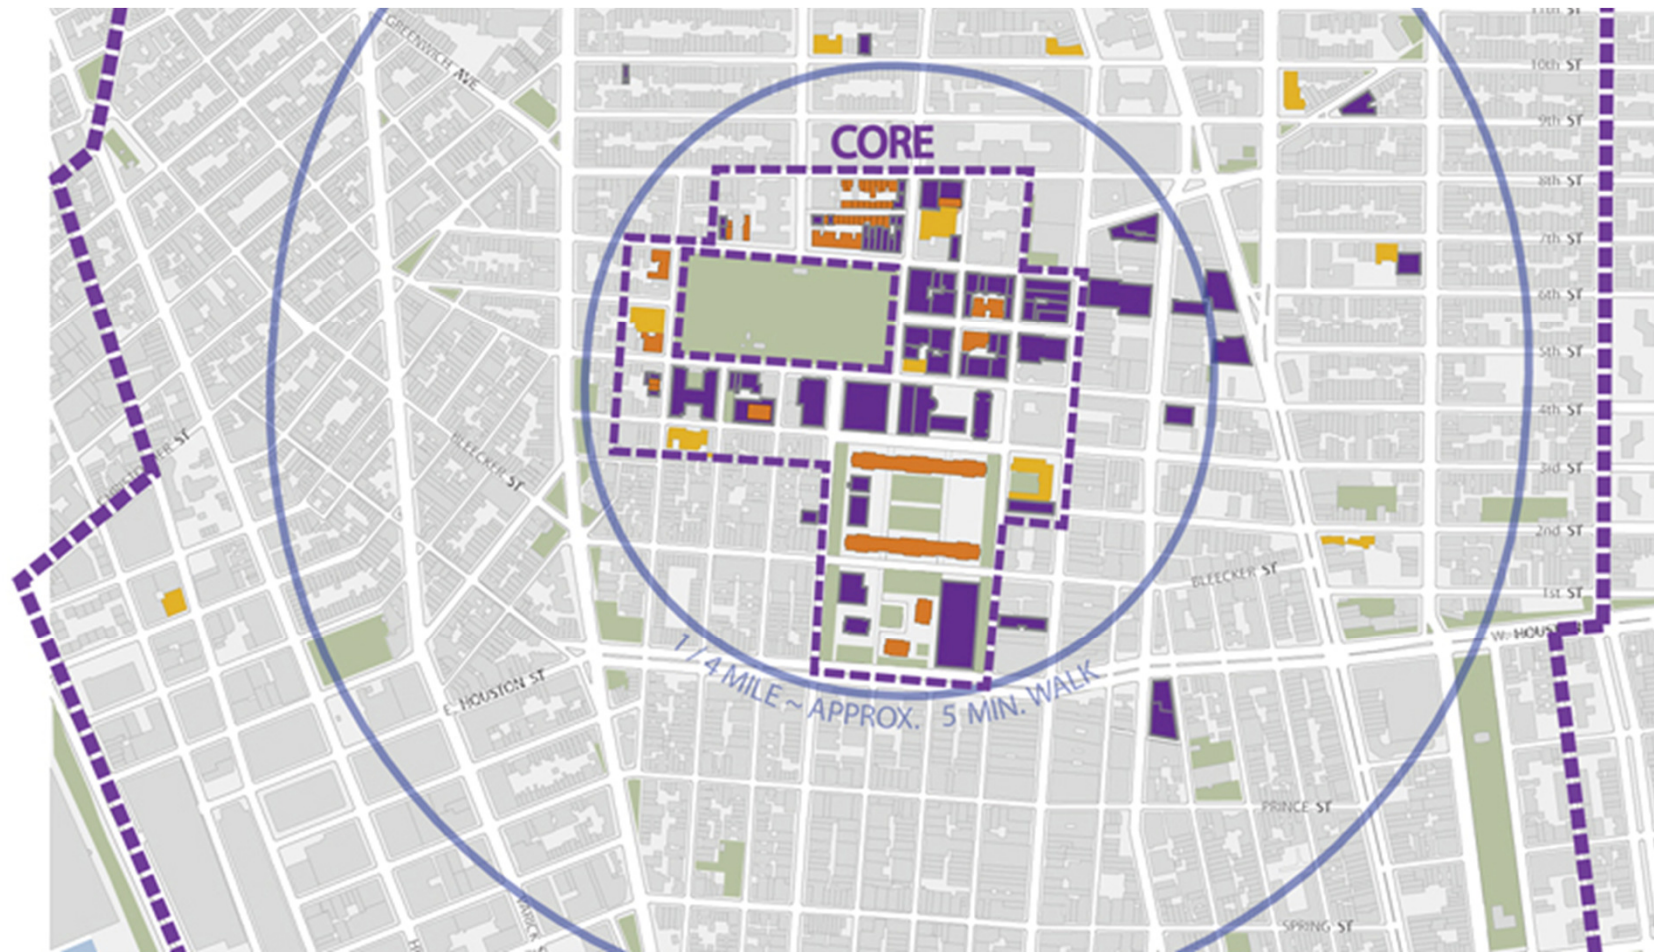 GREENWICH AVE
10th ST
9th ST
CORE
8th ST
7th ST
6th ST
5th ST
4th ST
BLEECKER ST
3rd ST
2nd ST
BLEECKER ST
1st ST
W. HOUS
1 / 4 MILE ~ APPROX. 5 MIN. WALK
E. HOUSTON ST
PRINCE ST
SPRING ST